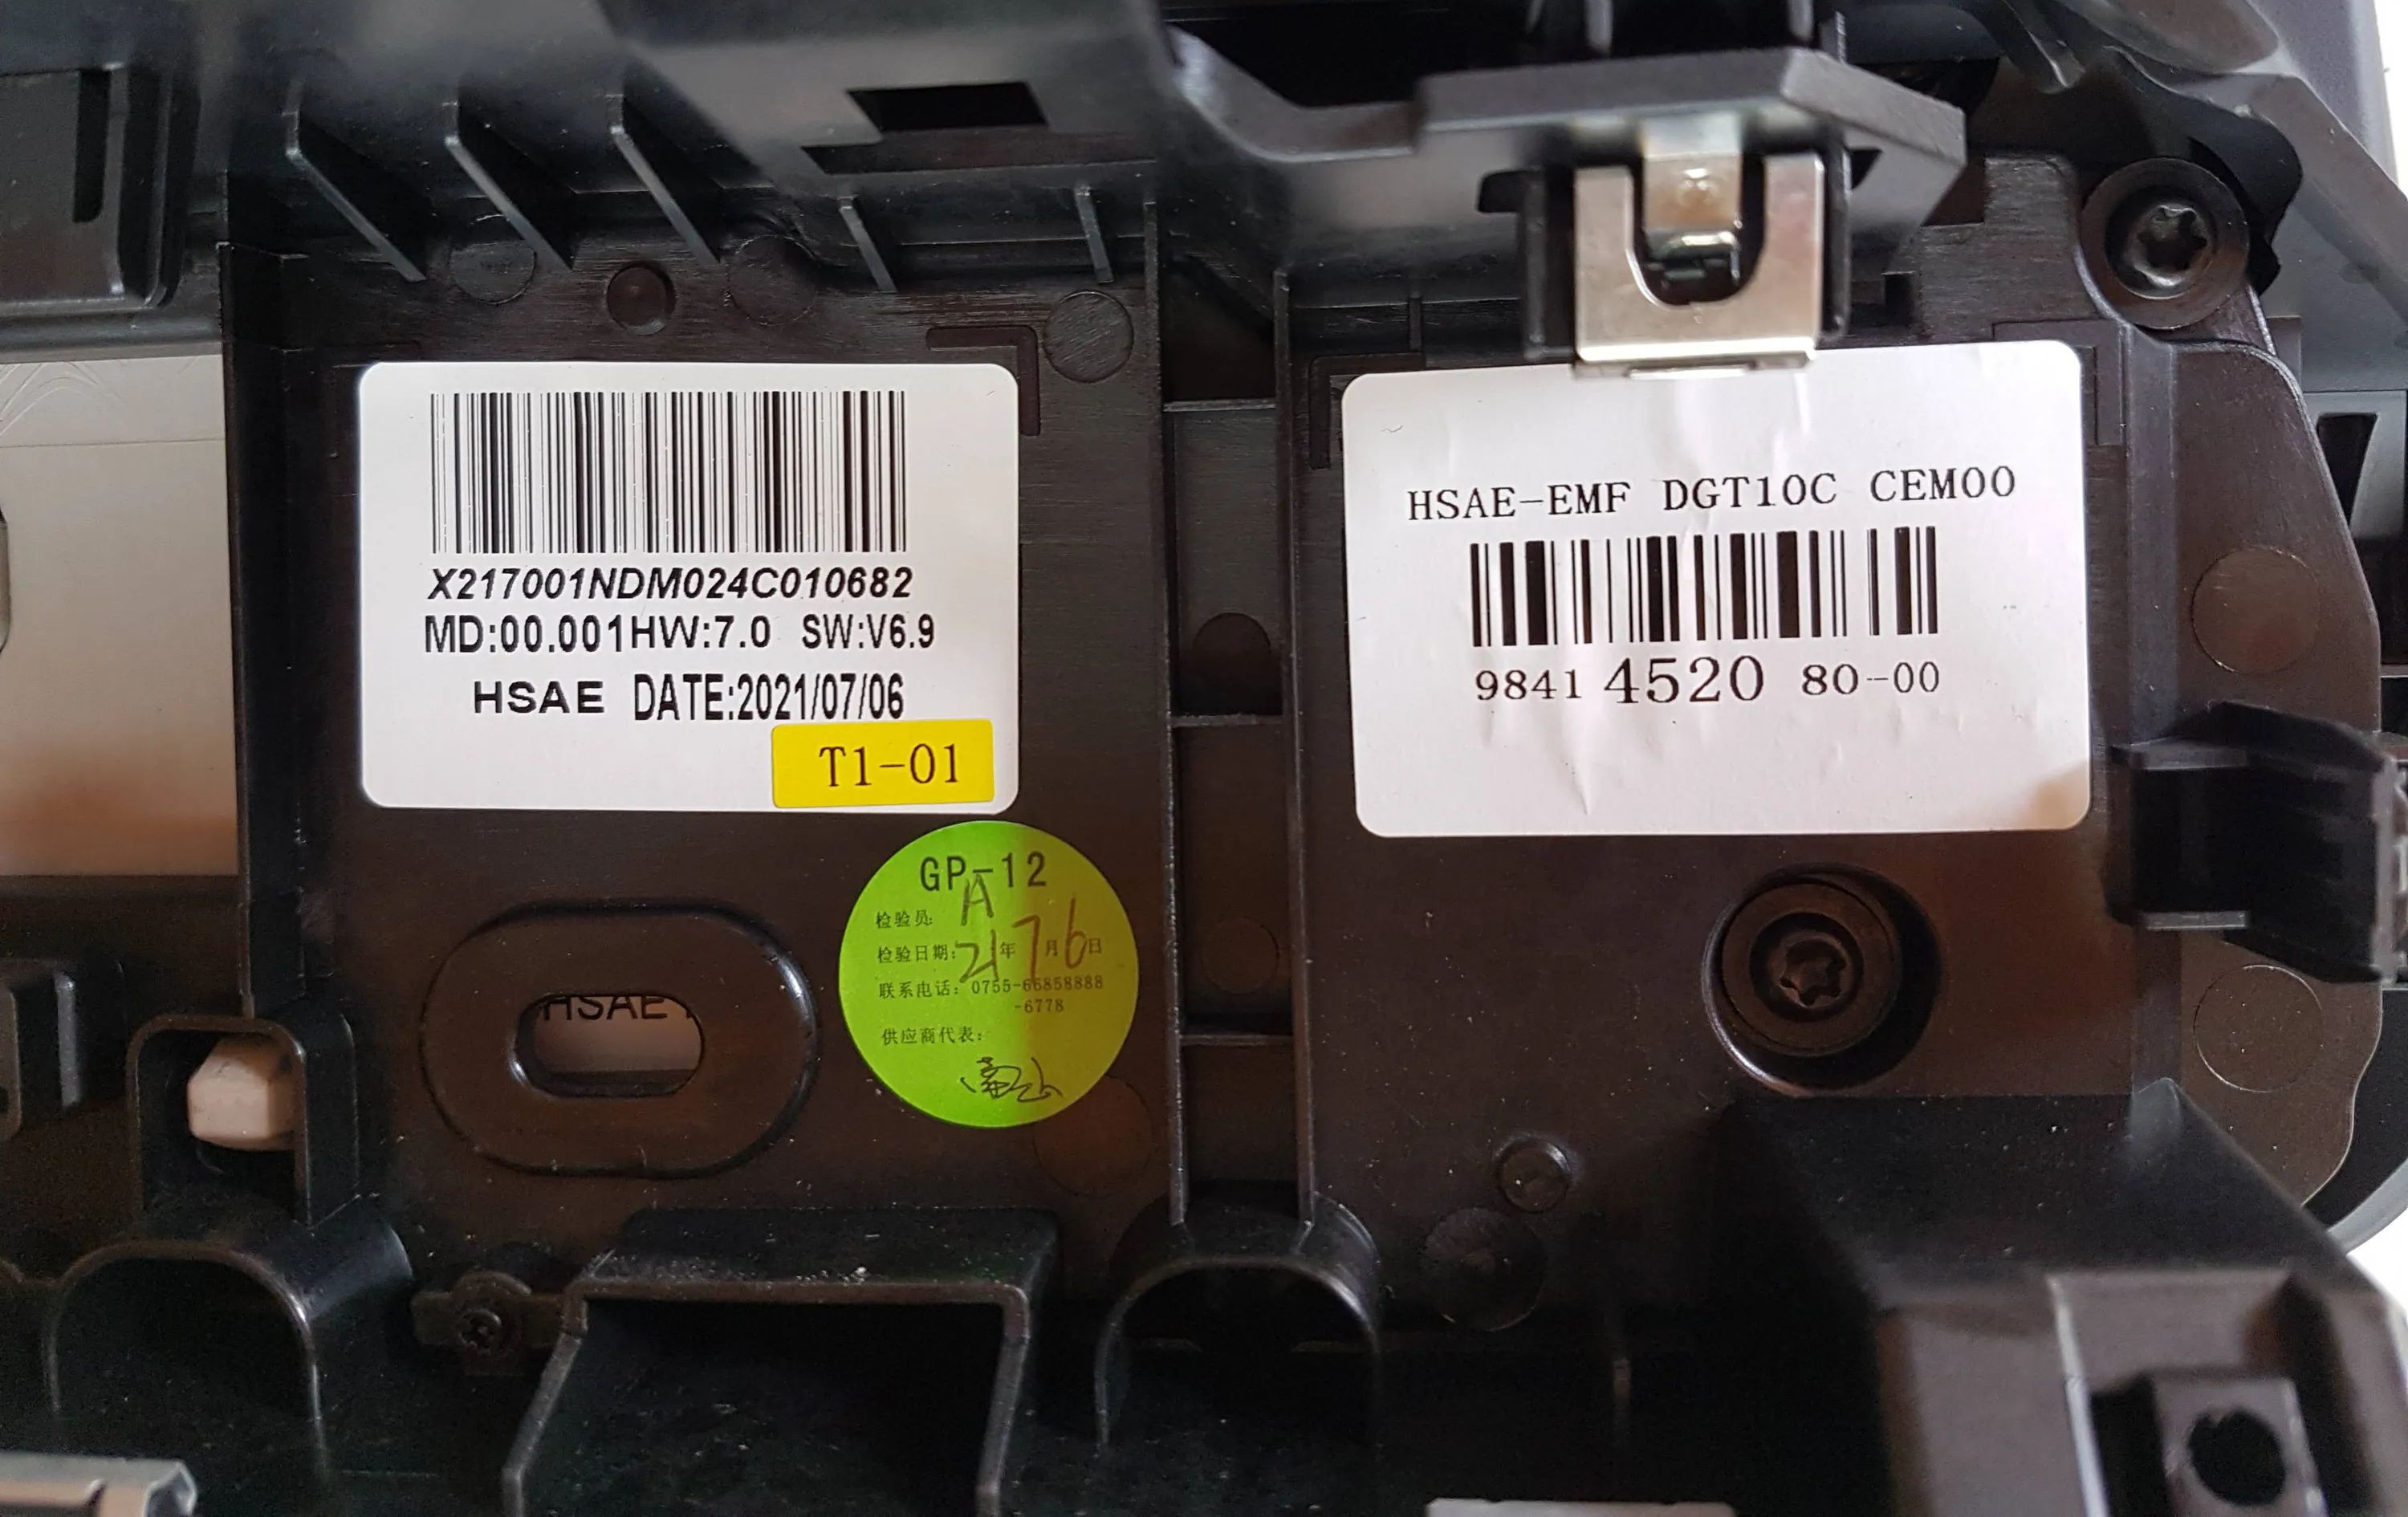 X217001NDM024C010682
MD:00.001HW:7.0 SW:V6.9
HSAE DATE:2021/07/06
T1-01
HSAE-EMF DGT10C CEM00
9841 4520 80-00
GP-12
检验员: A
检验日期: 21年7月6日
联系电话: 0755-66858888
-6778
供应商代表:
HSAE